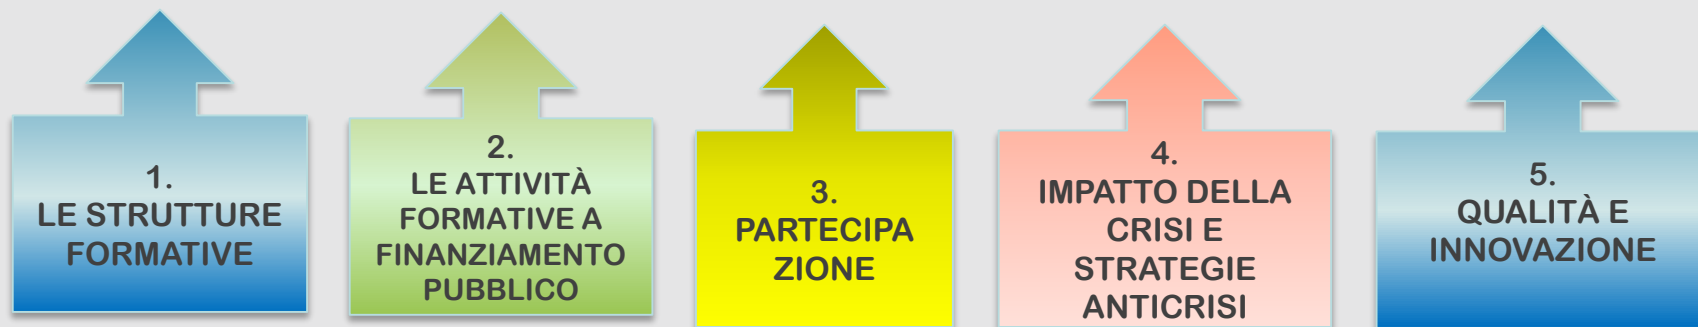 1.
LE STRUTTURE
FORMATIVE
2.
LE ATTIVITÀ
FORMATIVE A
FINANZIAMENTO
PUBBLICO
3.
PARTECIPA
ZIONE
4.
IMPATTO DELLA
CRISI E
STRATEGIE
ANTICRISI
5.
QUALITÀ E
INNOVAZIONE